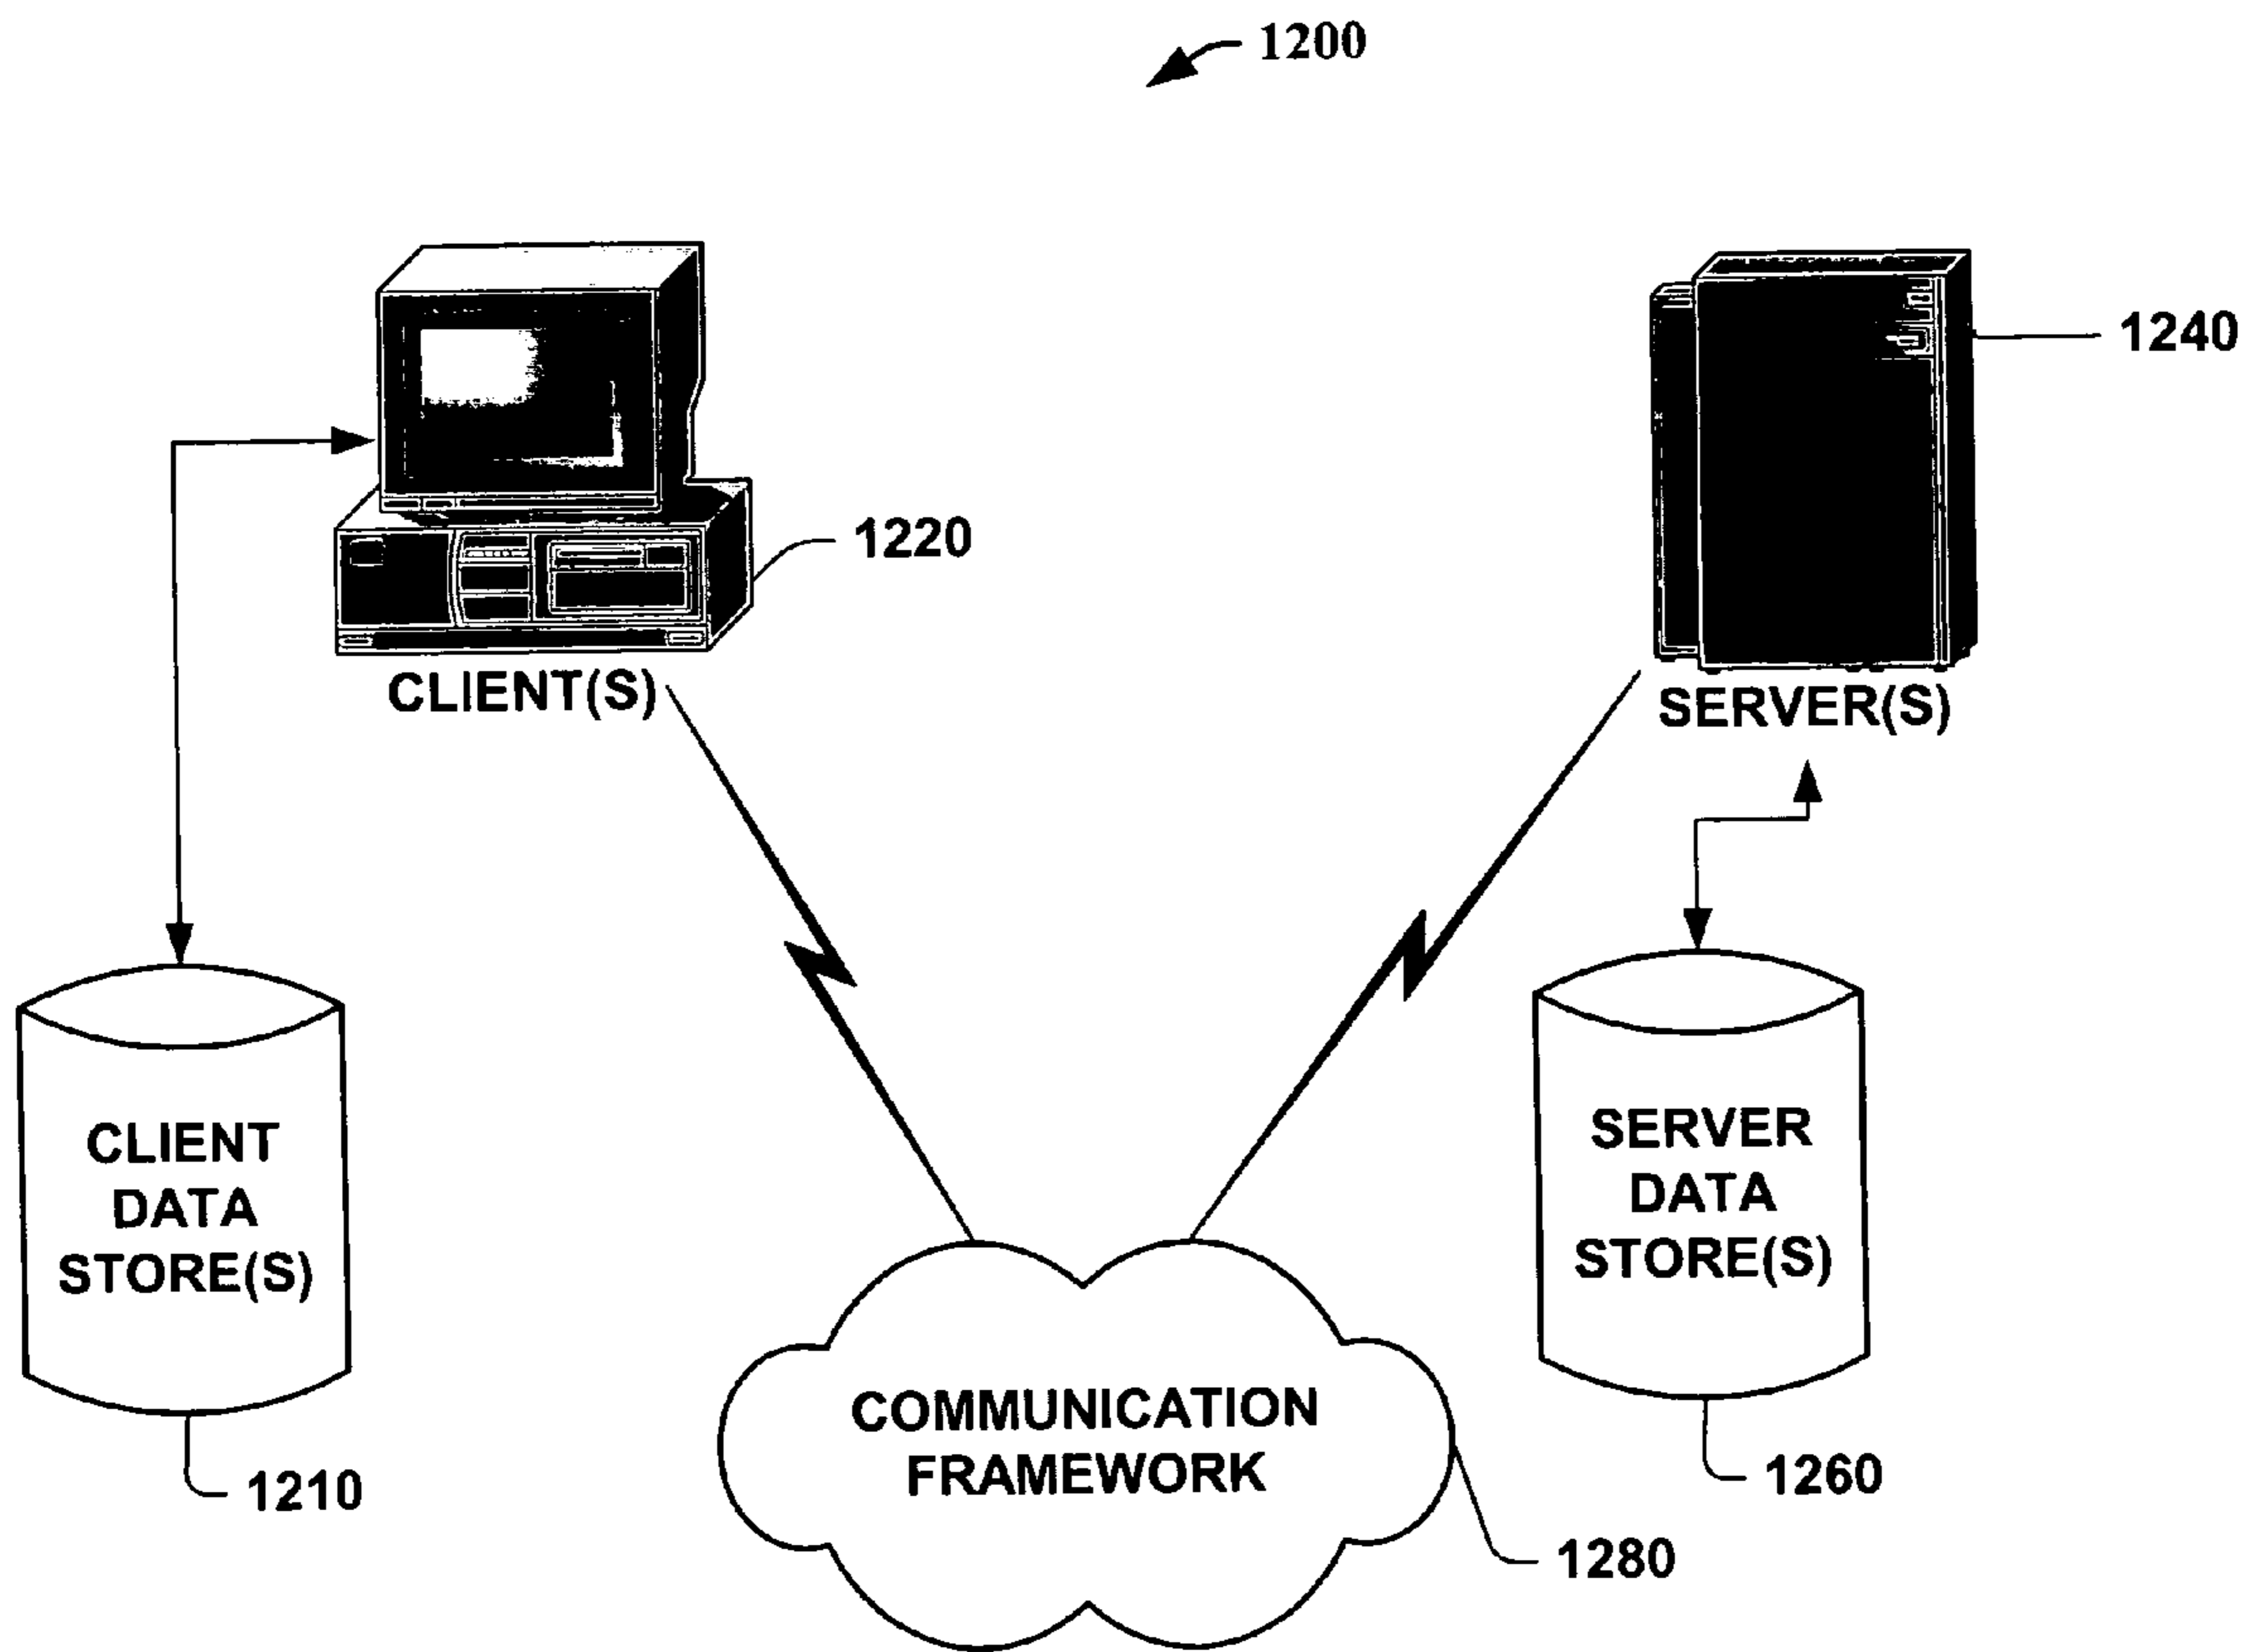 1200
1240
1220
CLIENT(S)
SERVER(S)
CLIENT
DATA
STORE(S)
SERVER
DATA
STORE(S)
COMMUNICATION
FRAMEWORK
1210
1260
1280